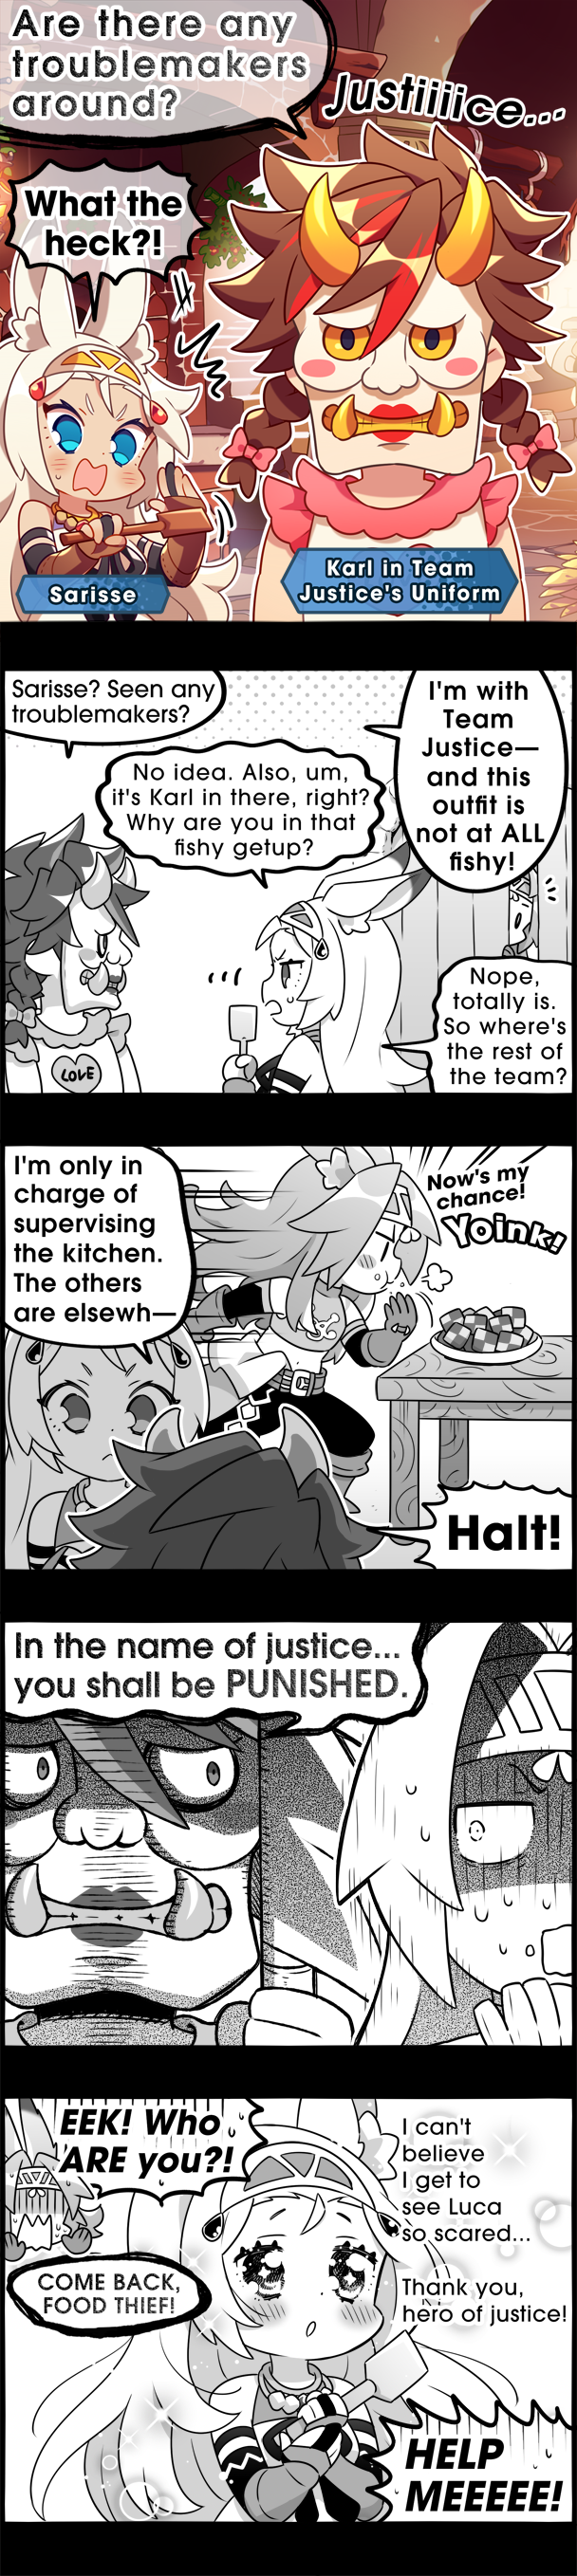 Are there any
troublemakers
around?
Justiiiice...
What the
heck?!
Sarisse
Karl in Team
Justice's Uniform
Sarisse? Seen any
troublemakers?
I'm with
Team
Justice—
and this
outfit is
not at ALL
fishy!
No idea. Also, um,
it's Karl in there, right?
Why are you in that
fishy getup?
LOVE
Nope,
totally is.
So where's
the rest of
the team?
I'm only in
charge of
supervising
the kitchen.
The others
are elsewh—
Now's my
chance!
Yoink!
Halt!
In the name of justice...
you shall be PUNISHED.
EEK! Who
ARE you?!
I can't
believe
I get to
see Luca
so scared...
COME BACK,
FOOD THIEF!
Thank you,
hero of justice!
HELP
MEEEEE!